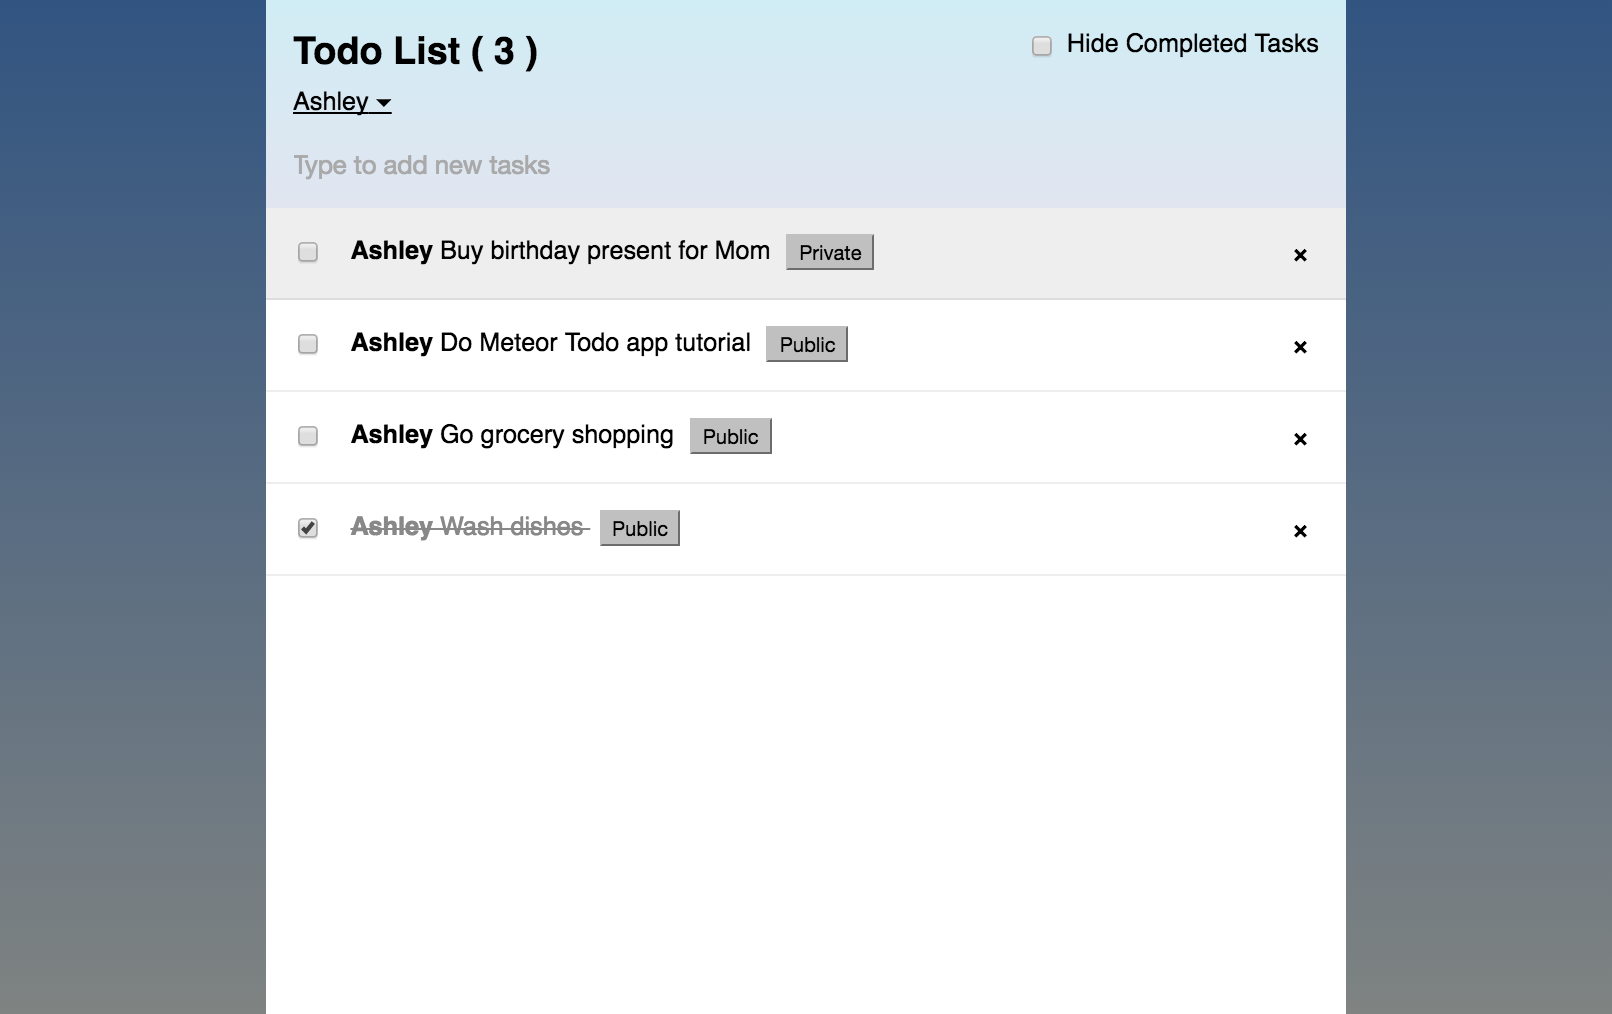 Todo List ( 3 )
Hide Completed Tasks
Ashley
Type to add new tasks
Ashley Buy birthday present for Mom Private ×
Ashley Do Meteor Todo app tutorial Public ×
Ashley Go grocery shopping Public ×
Ashley Wash dishes Public ×